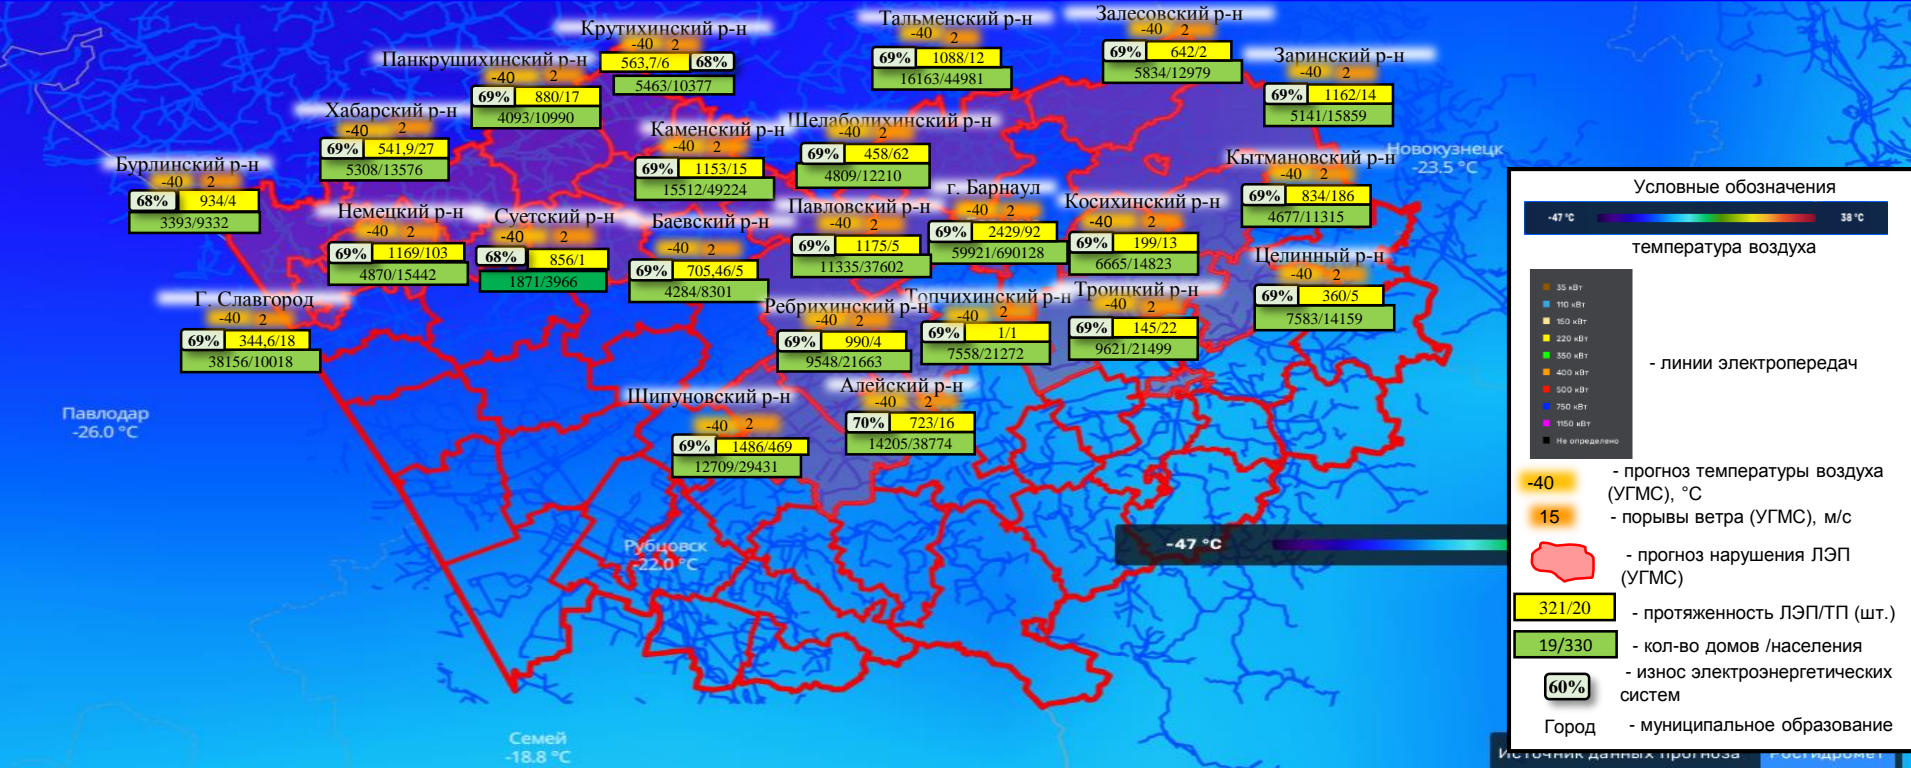 Крутихинский р-н
-40 2
563,7/6 68%
5463/10377
Тальменский р-н
-40 2
69% 1088/12
16163/44981
Залесовский р-н
-40 2
69% 642/2
5834/12979
Заринский р-н
-40 2
69% 1162/14
5141/15859
Панкрушихинский р-н
-40 2
69% 880/17
4093/10990
Хабарский р-н
-40 2
69% 541,9/27
5308/13576
Каменский р-н
-40 2
69% 1153/15
15512/49224
Шелаболихинский р-н
-40 2
69% 458/62
4809/12210
Бурлинский р-н
-40 2
68% 934/4
3393/9332
Кытмановский р-н
-40 2
69% 834/186
4677/11315
Новокузнецк
-23.5 °C
Немецкий р-н
-40 2
69% 1169/103
4870/15442
Суетский р-н
-40 2
68% 856/1
1871/3966
Баевский р-н
-40 2
69% 705,46/5
4284/8301
Павловский р-н
-40 2
69% 1175/5
11335/37602
г. Барнаул
-40 2
69% 2429/92
59921/690128
Косихинский р-н
-40 2
69% 199/13
6665/14823
Целинный р-н
-40 2
69% 360/5
7583/14159
Г. Славгород
-40 2
69% 344,6/18
38156/10018
Ребрихинский р-н
-40 2
69% 990/4
9548/21663
Топчихинский р-н
-40 2
69% 1/1
7558/21272
Троицкий р-н
-40 2
69% 145/22
9621/21499
Шипуновский р-н
-40 2
69% 1486/469
12709/29431
Алейский р-н
-40 2
70% 723/16
14205/38774
Павлодар
-26.0 °C
Рубцовск
-22.0 °C
Семей
-18.8 °C
-47 °C
Условные обозначения
-47 °C 38 °C
температура воздуха
35 кВт
110 кВт
150 кВт
220 кВт
350 кВт
400 кВт
500 кВт
750 кВт
1150 кВт
Не определено
- линии электропередач
-40 - прогноз температуры воздуха
(УГМС), °С
15 - порывы ветра (УГМС), м/с
- прогноз нарушения ЛЭП
(УГМС)
321/20 - протяженность ЛЭП/ТП (шт.)
19/330 - кол-во домов /населения
60% - износ электроэнергетических
систем
Город - муниципальное образование
Источник данных прогноза Росгидромет